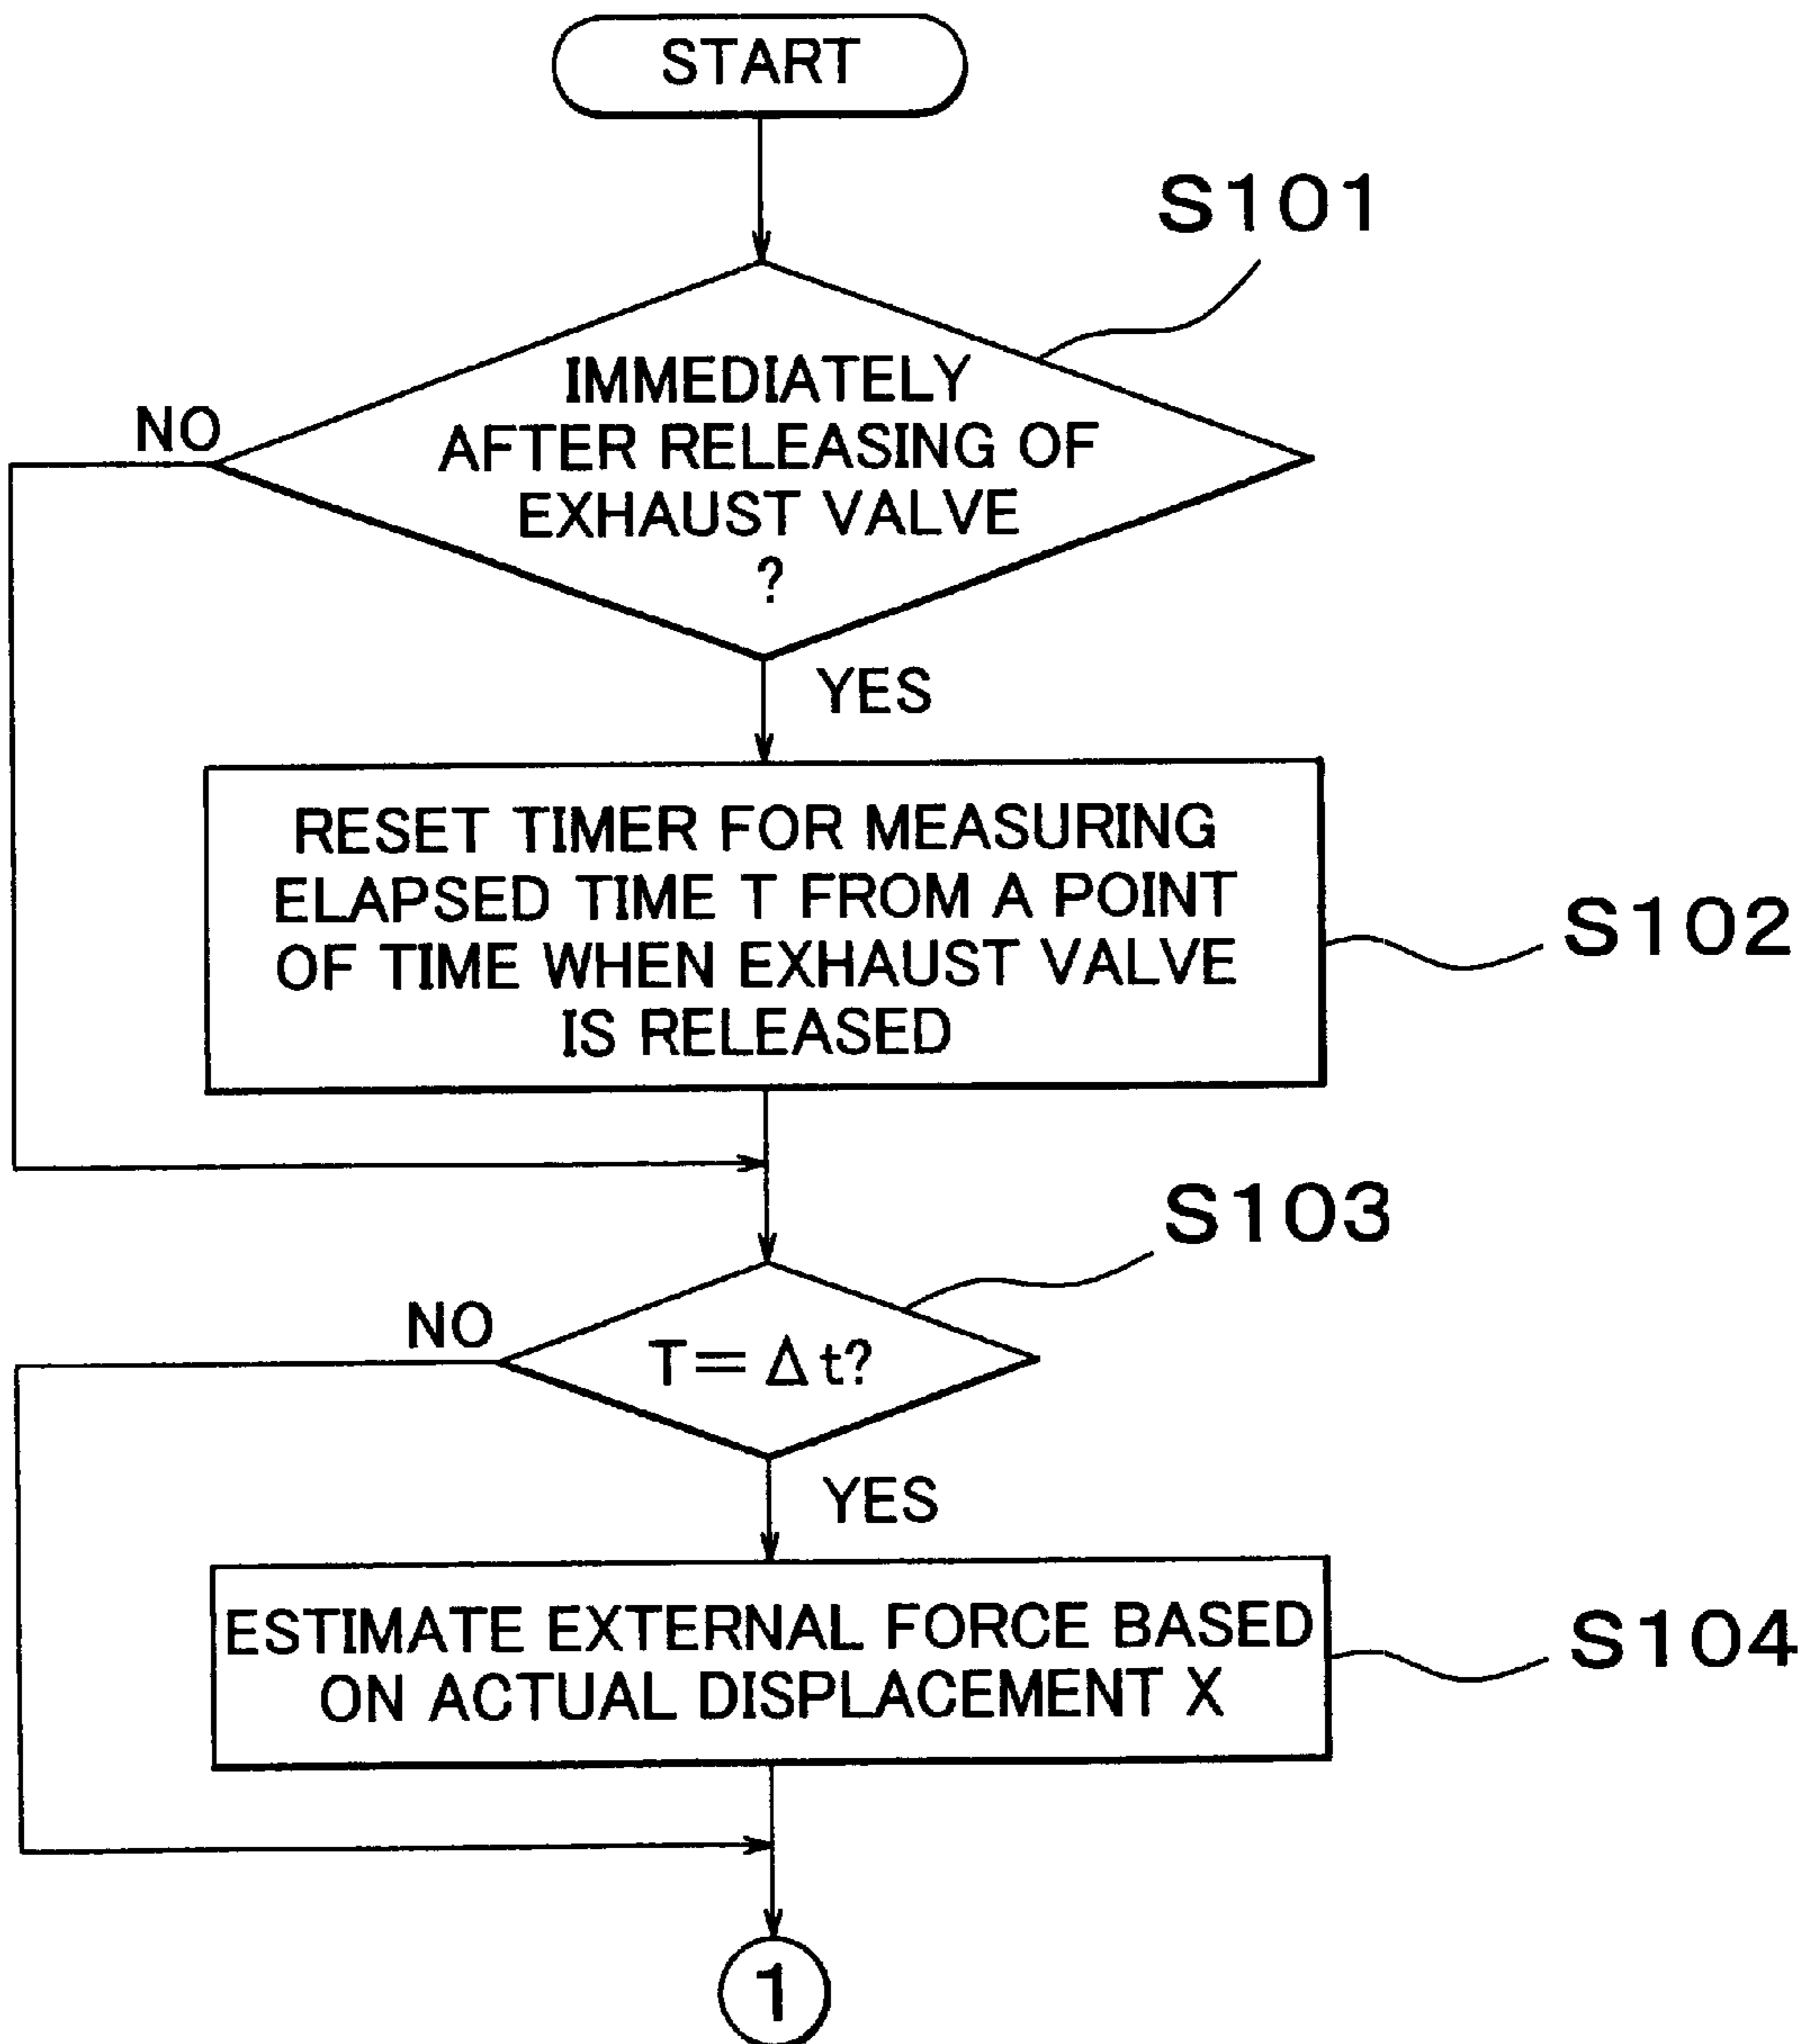 START
S101
IMMEDIATELY
AFTER RELEASING OF
EXHAUST VALVE
?
NO
YES
RESET TIMER FOR MEASURING
ELAPSED TIME T FROM A POINT
OF TIME WHEN EXHAUST VALVE
IS RELEASED
S102
S103
NO
T=Δt?
YES
ESTIMATE EXTERNAL FORCE BASED
ON ACTUAL DISPLACEMENT X
S104
1